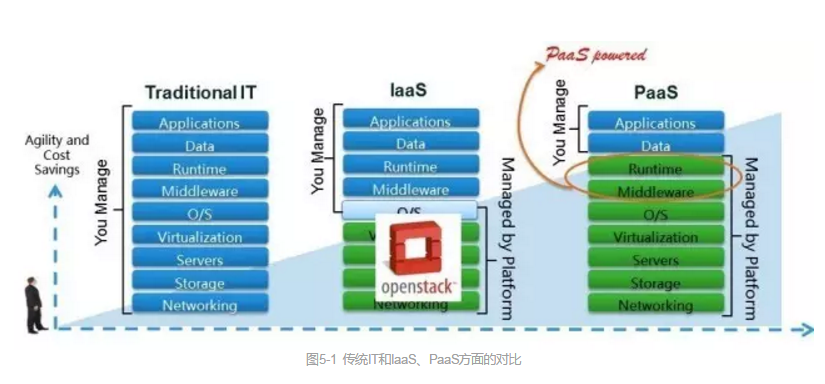 PaaS powered
Traditional IT
IaaS
PaaS
Agility and
Cost
Savings
You Manage
Applications
Data
Runtime
Middleware
O/S
Virtualization
Servers
Storage
Networking
You Manage
Applications
Data
Runtime
Middleware
O/S
openstack
Networking
Managed by Platform
You Manage
Applications
Data
Runtime
Middleware
O/S
Virtualization
Servers
Storage
Networking
Managed by Platform
图5-1 传统IT和IaaS、PaaS方面的对比